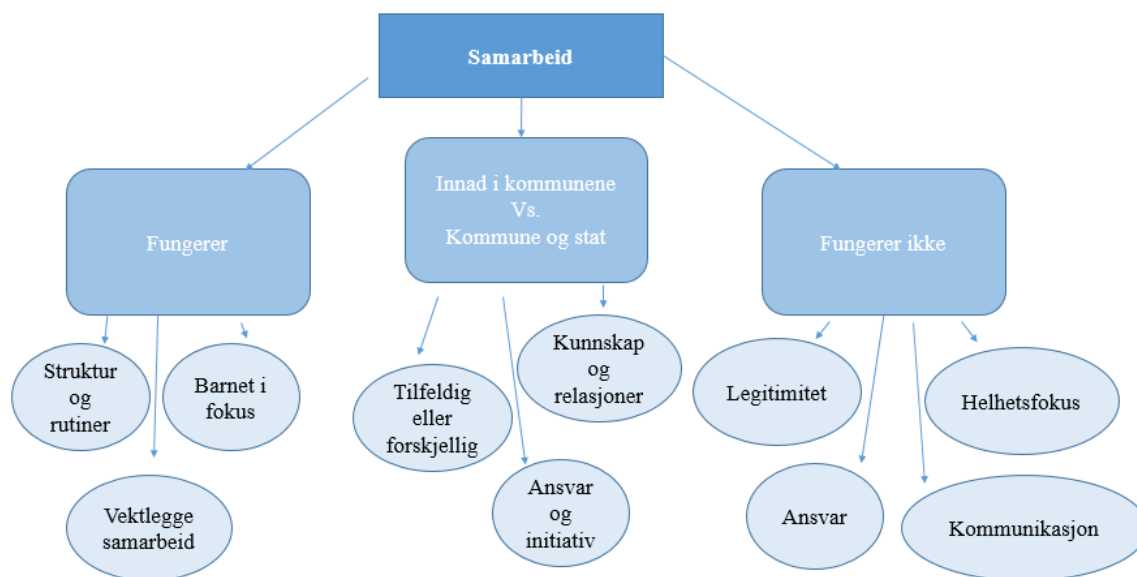 Samarbeid
Fungerer
Innad i kommunene
Vs.
Kommune og stat
Fungerer ikke
Struktur
og
rutiner
Barnet i
fokus
Vektlegge
samarbeid
Tilfeldig
eller
forskjellig
Kunnskap
og
relasjoner
Ansvar
og
initiativ
Legitimitet
Helhetsfokus
Ansvar
Kommunikasjon